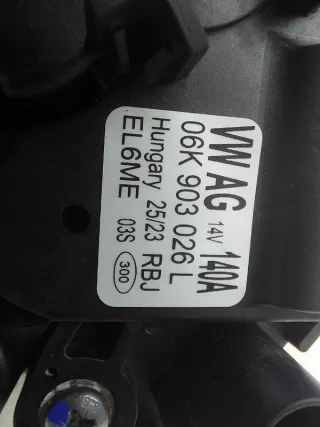 VW AG 14V 140A
06K 903 026 L
Hungary 25/23 RBJ
EL6ME 03S 300